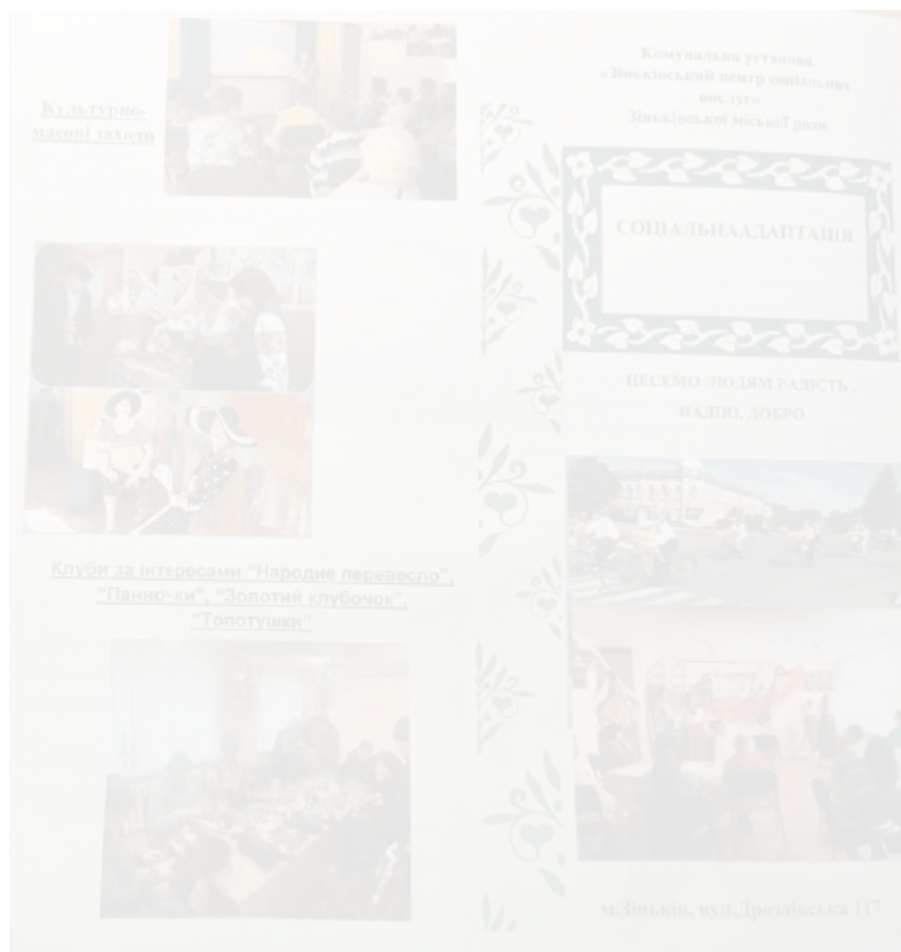 Культурно-
масові заходи
Клуби за інтересами "Народне перевесло",
"Панночки", "Золотий клубочок",
"Топотушки"
Комунальна установа
«Зіньківський центр соціальних
послуг»
Зіньківської міської ради
СОЦІАЛЬНААДАПТАЦІЯ
НЕСЕМО ЛЮДЯМ РАДІСТЬ ,
НАДІЮ, ДОБРО
м.Зіньків, вул.Дроздівська 117